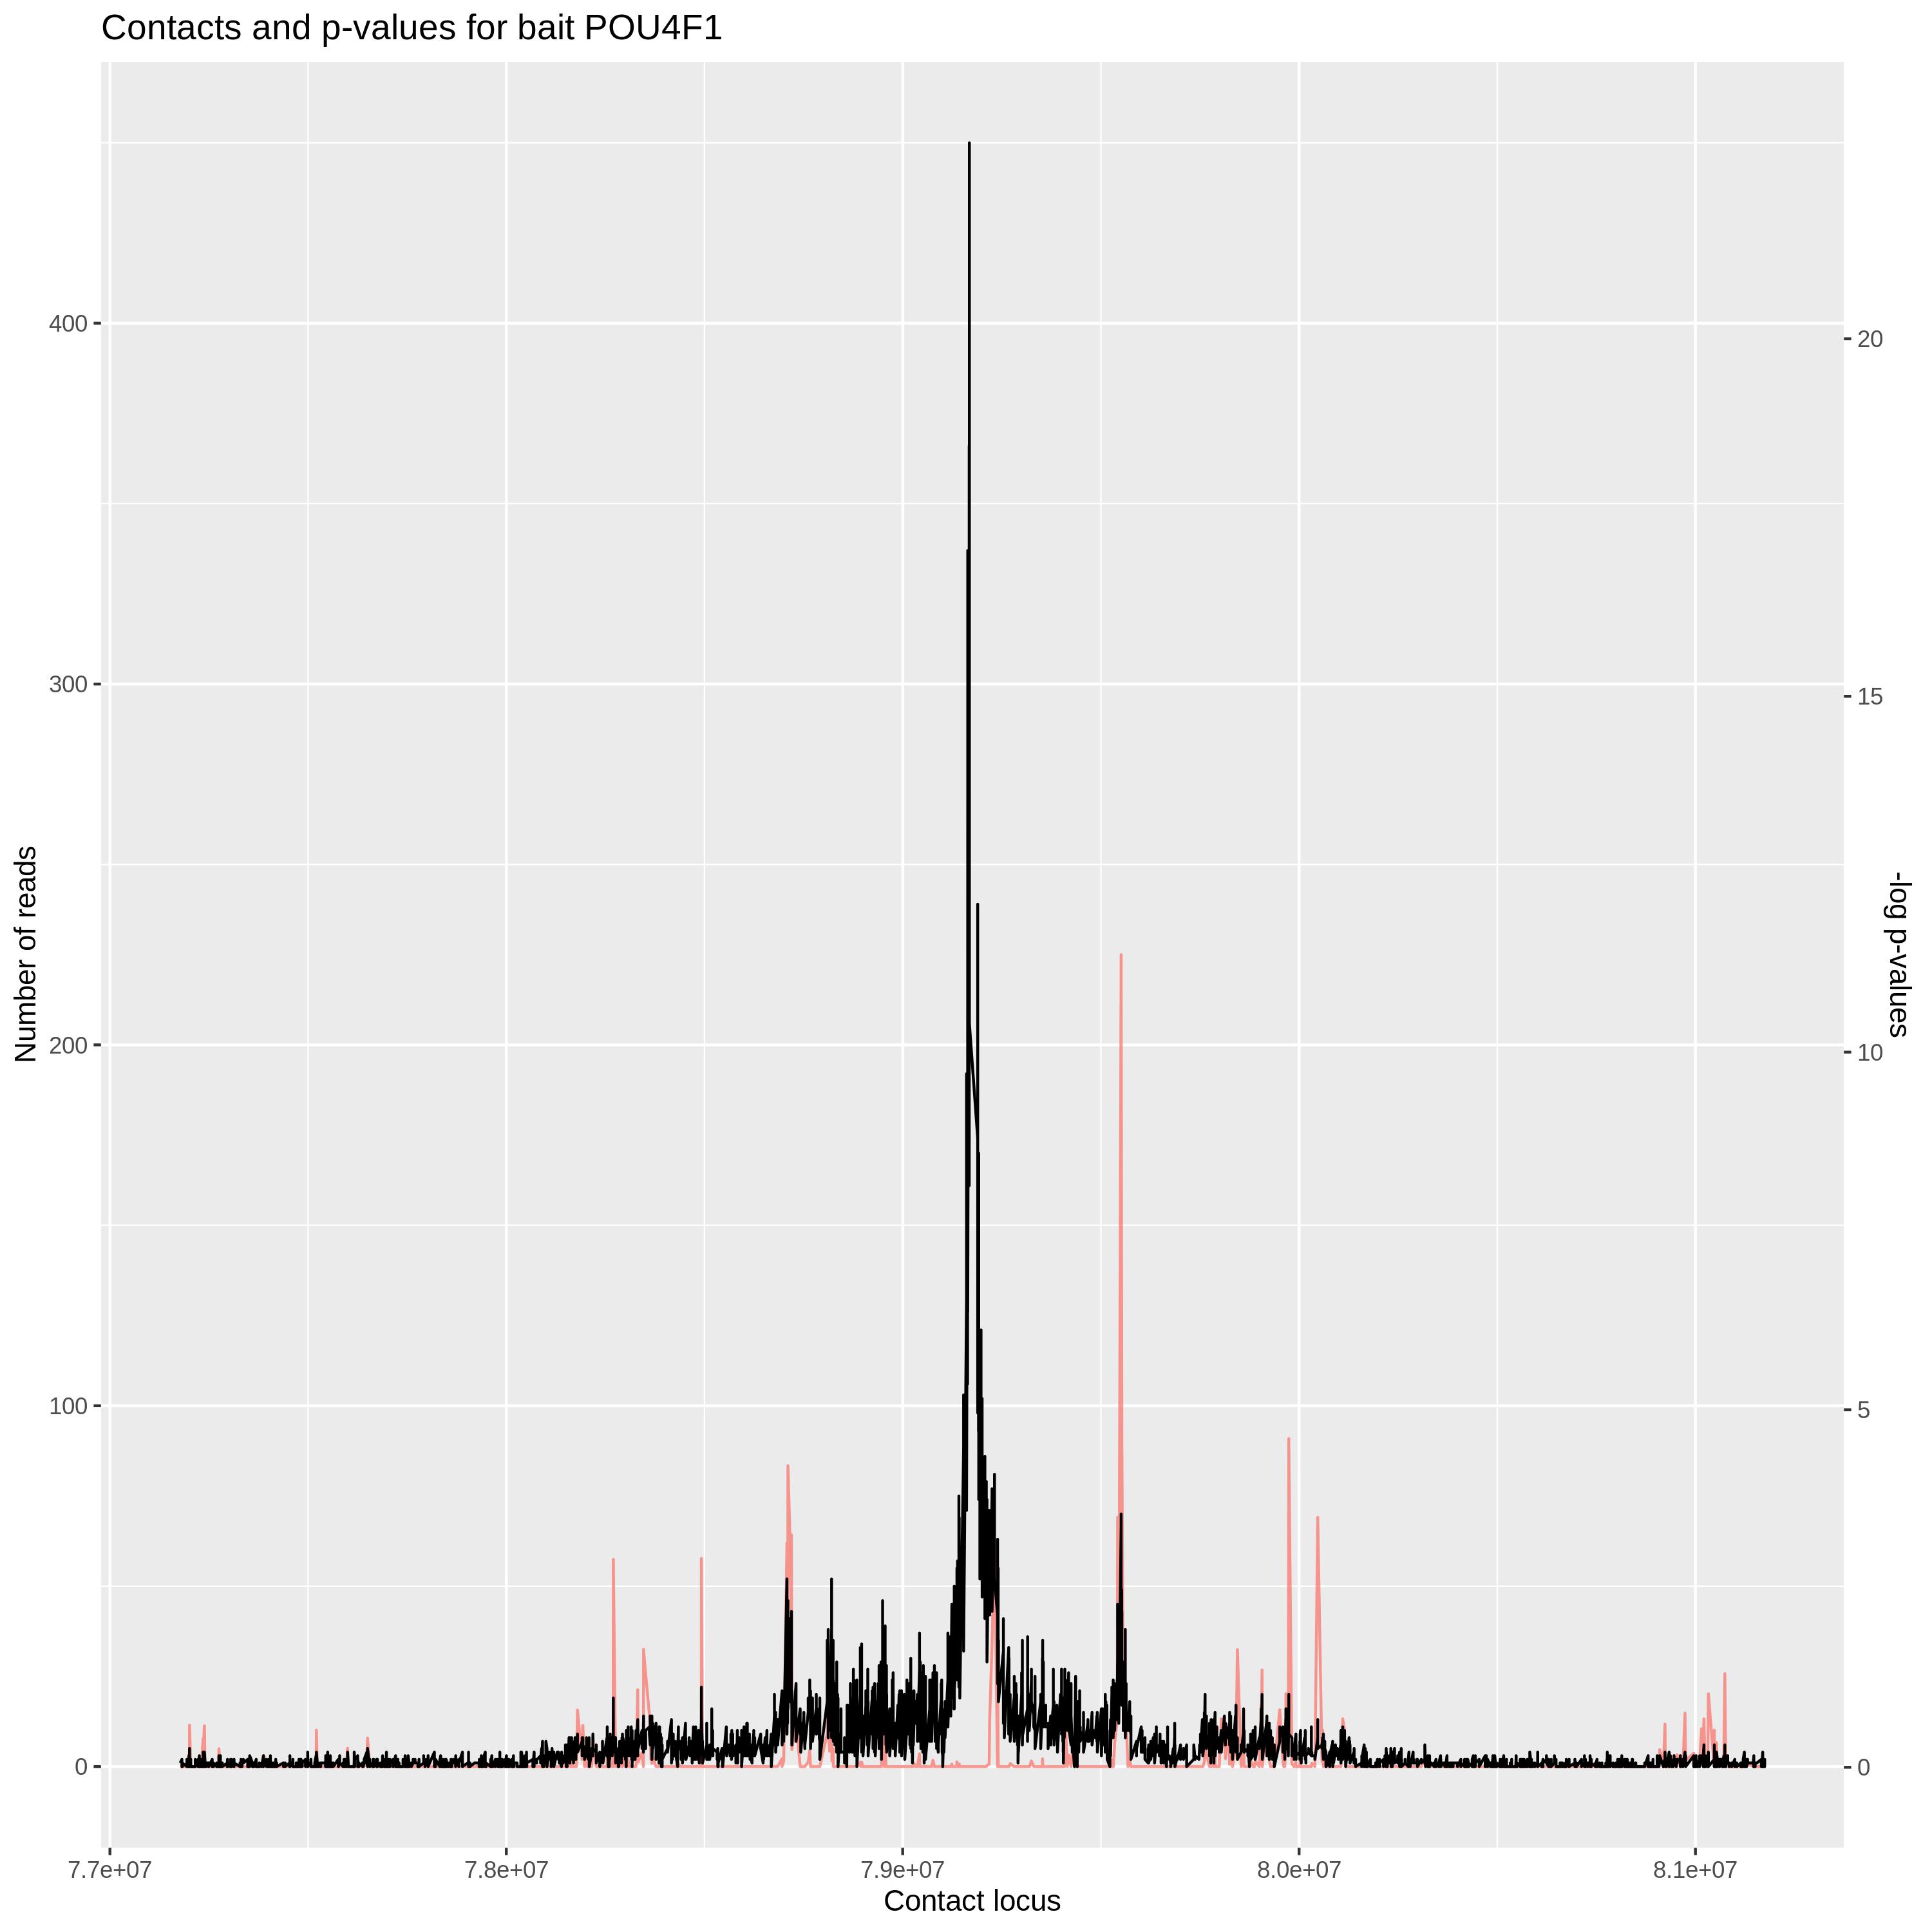 Contacts and p-values for bait POU4F1
400
300
200
100
0
Number of reads
20
15
10
5
0
-log p-values
7.7e+07 7.8e+07 7.9e+07 8.0e+07 8.1e+07
Contact locus